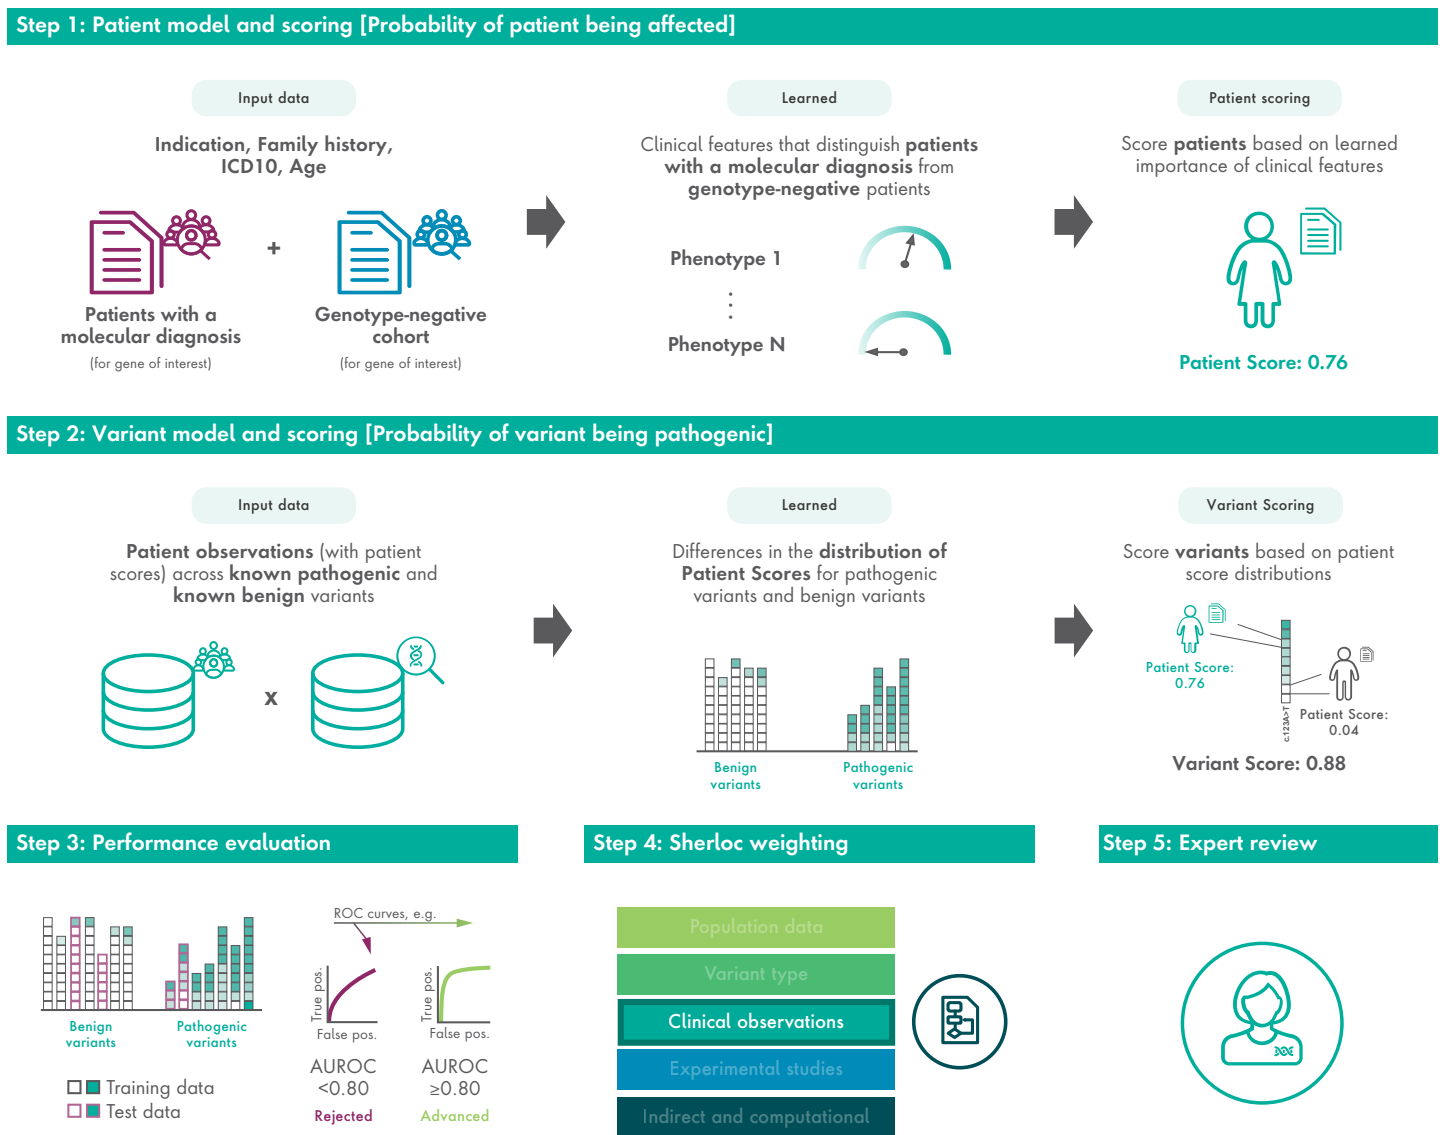 Step 1: Patient model and scoring [Probability of patient being affected]
Input data
Indication, Family history,
ICD10, Age
+
Patients with a
molecular diagnosis
(for gene of interest)
Genotype-negative
cohort
(for gene of interest)
Learned
Clinical features that distinguish patients
with a molecular diagnosis from
genotype-negative patients
Phenotype 1
Phenotype N
Patient scoring
Score patients based on learned
importance of clinical features
Patient Score: 0.76
Step 2: Variant model and scoring [Probability of variant being pathogenic]
Input data
Patient observations (with patient
scores) across known pathogenic and
known benign variants
x
Learned
Differences in the distribution of
Patient Scores for pathogenic
variants and benign variants
Benign
variants
Pathogenic
variants
Variant Scoring
Score variants based on patient
score distributions
Patient Score:
0.76
c.123A>T
Patient Score:
0.04
Variant Score: 0.88
Step 3: Performance evaluation
Benign
variants
Pathogenic
variants
Training data
Test data
ROC curves, e.g.
True pos.
False pos.
AUROC
<0.80
Rejected
True pos.
False pos.
AUROC
≥0.80
Advanced
Step 4: Sherloc weighting
Population data
Variant type
Clinical observations
Experimental studies
Indirect and computational
Step 5: Expert review